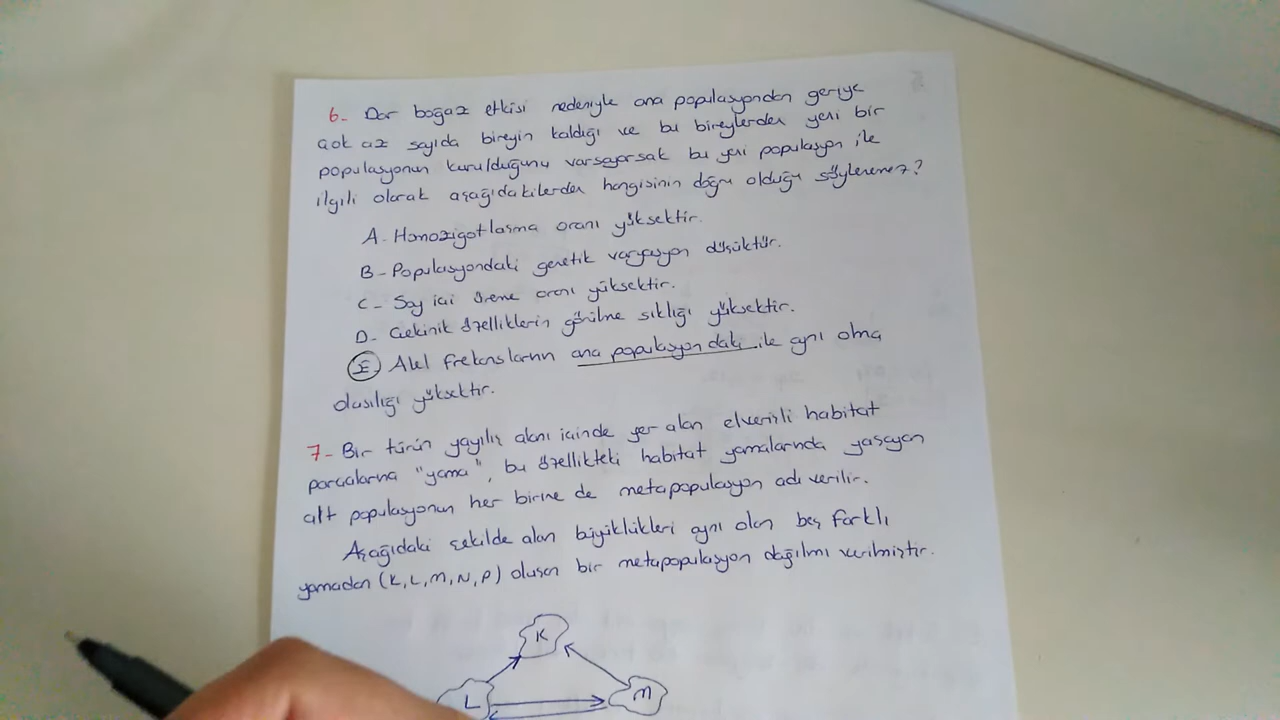 6- Dar boğaz etkisi nedeniyle ana populasyondan geriye
çok az sayıda bireyin kaldığı ve bu bireylerden yeni bir
populasyonun kurulduğunu varsayarsak bu yeni populasyon ile
ilgili olarak aşağıdakilerden hangisinin doğru olduğu söylenemez?
A- Homozigotlaşma oranı yüksektir.
B- Populasyondaki genetik varyasyon düşüktür.
C- Soy içi üreme oranı yüksektir.
D- Çekinik özelliklerin görülme sıklığı yüksektir.
E Alel frekanslarının ana populasyondaki ile aynı olma
olasılığı yüksektir.
7- Bir türün yayılış alanı içinde yer alan elverişli habitat
parçalarına "yama", bu özellikteki habitat yamalarında yaşayan
alt populasyonun her birine de metapopulasyon adı verilir.
Aşağıdaki şekilde alan büyüklükleri aynı olan beş farklı
yamadan (K, L, M, N, P) oluşan bir metapopulasyon dağılımı verilmiştir.
K
L M